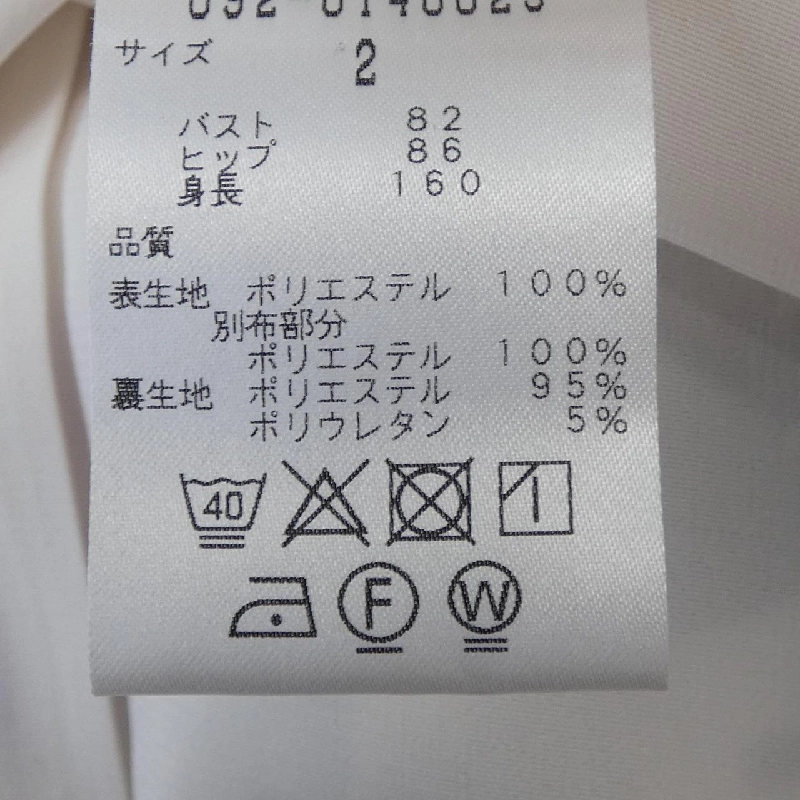 092-0140023
サイズ 2
バスト 82
ヒップ 86
身長 160
品質
表生地 ポリエステル 100%
別布部分
ポリエステル 100%
裏生地 ポリエステル 95%
ポリウレタン 5%
40
F W